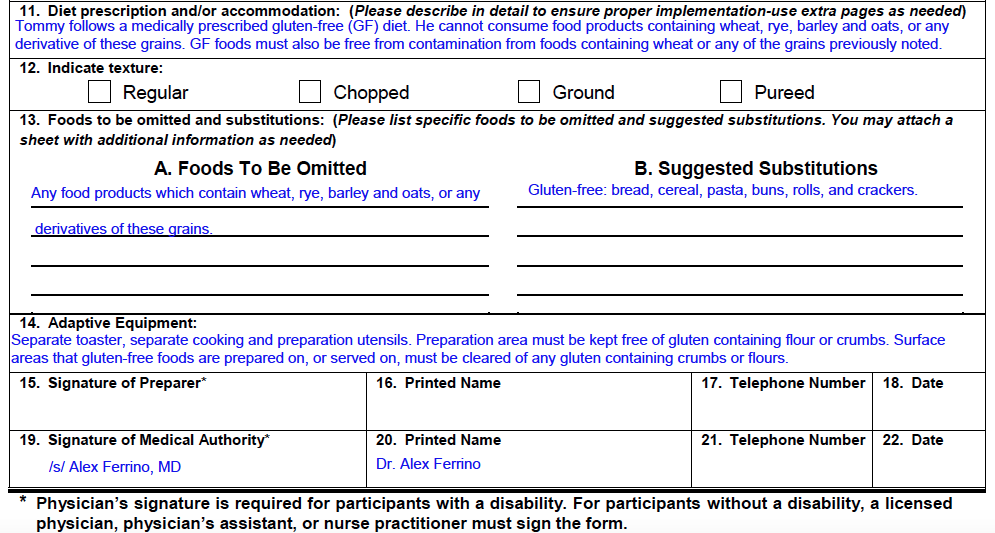 11. Diet prescription and/or accommodation: (Please describe in detail to ensure proper implementation-use extra pages as needed)
Tommy follows a medically prescribed gluten-free (GF) diet. He cannot consume food products containing wheat, rye, barley and oats, or any
derivative of these grains. GF foods must also be free from contamination from foods containing wheat or any of the grains previously noted.
12. Indicate texture:
Regular Chopped Ground Pureed
13. Foods to be omitted and substitutions: (Please list specific foods to be omitted and suggested substitutions. You may attach a
sheet with additional information as needed)
A. Foods To Be Omitted
Any food products which contain wheat, rye, barley and oats, or any
derivatives of these grains.
B. Suggested Substitutions
Gluten-free: bread, cereal, pasta, buns, rolls, and crackers.
14. Adaptive Equipment:
Separate toaster, separate cooking and preparation utensils. Preparation area must be kept free of gluten containing flour or crumbs. Surface
areas that gluten-free foods are prepared on, or served on, must be cleared of any gluten containing crumbs or flours.
15. Signature of Preparer* 16. Printed Name 17. Telephone Number 18. Date
19. Signature of Medical Authority* 20. Printed Name 21. Telephone Number 22. Date
/s/ Alex Ferrino, MD Dr. Alex Ferrino
* Physician's signature is required for participants with a disability. For participants without a disability, a licensed
physician, physician's assistant, or nurse practitioner must sign the form.